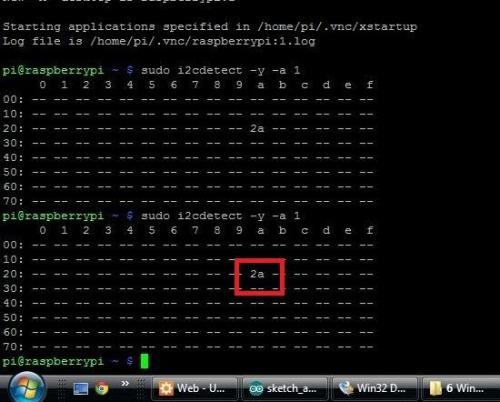 Starting applications specified in /home/pi/.vnc/xstartup
Log file is /home/pi/.vnc/raspberrypi:1.log
pi@raspberrypi ~ $ sudo i2cdetect -y -a 1
     0  1  2  3  4  5  6  7  8  9  a  b  c  d  e  f
00: -- -- -- -- -- -- -- -- -- -- -- -- -- -- -- --
10: -- -- -- -- -- -- -- -- -- -- -- -- -- -- -- --
20: -- -- -- -- -- -- -- -- -- -- 2a -- -- -- -- --
30: -- -- -- -- -- -- -- -- -- -- -- -- -- -- -- --
40: -- -- -- -- -- -- -- -- -- -- -- -- -- -- -- --
50: -- -- -- -- -- -- -- -- -- -- -- -- -- -- -- --
60: -- -- -- -- -- -- -- -- -- -- -- -- -- -- -- --
70: -- -- -- -- -- -- -- -- -- -- -- -- -- -- -- --
pi@raspberrypi ~ $ sudo i2cdetect -y -a 1
     0  1  2  3  4  5  6  7  8  9  a  b  c  d  e  f
00: -- -- -- -- -- -- -- -- -- -- -- -- -- -- -- --
10: -- -- -- -- -- -- -- -- -- -- -- -- -- -- -- --
20: -- -- -- -- -- -- -- -- -- -- 2a -- -- -- -- --
30: -- -- -- -- -- -- -- -- -- -- -- -- -- -- -- --
40: -- -- -- -- -- -- -- -- -- -- -- -- -- -- -- --
50: -- -- -- -- -- -- -- -- -- -- -- -- -- -- -- --
60: -- -- -- -- -- -- -- -- -- -- -- -- -- -- -- --
70: -- -- -- -- -- -- -- -- -- -- -- -- -- -- -- --
pi@raspberrypi ~ $
» Web - U... sketch_a... Win32 D... 6 Win...